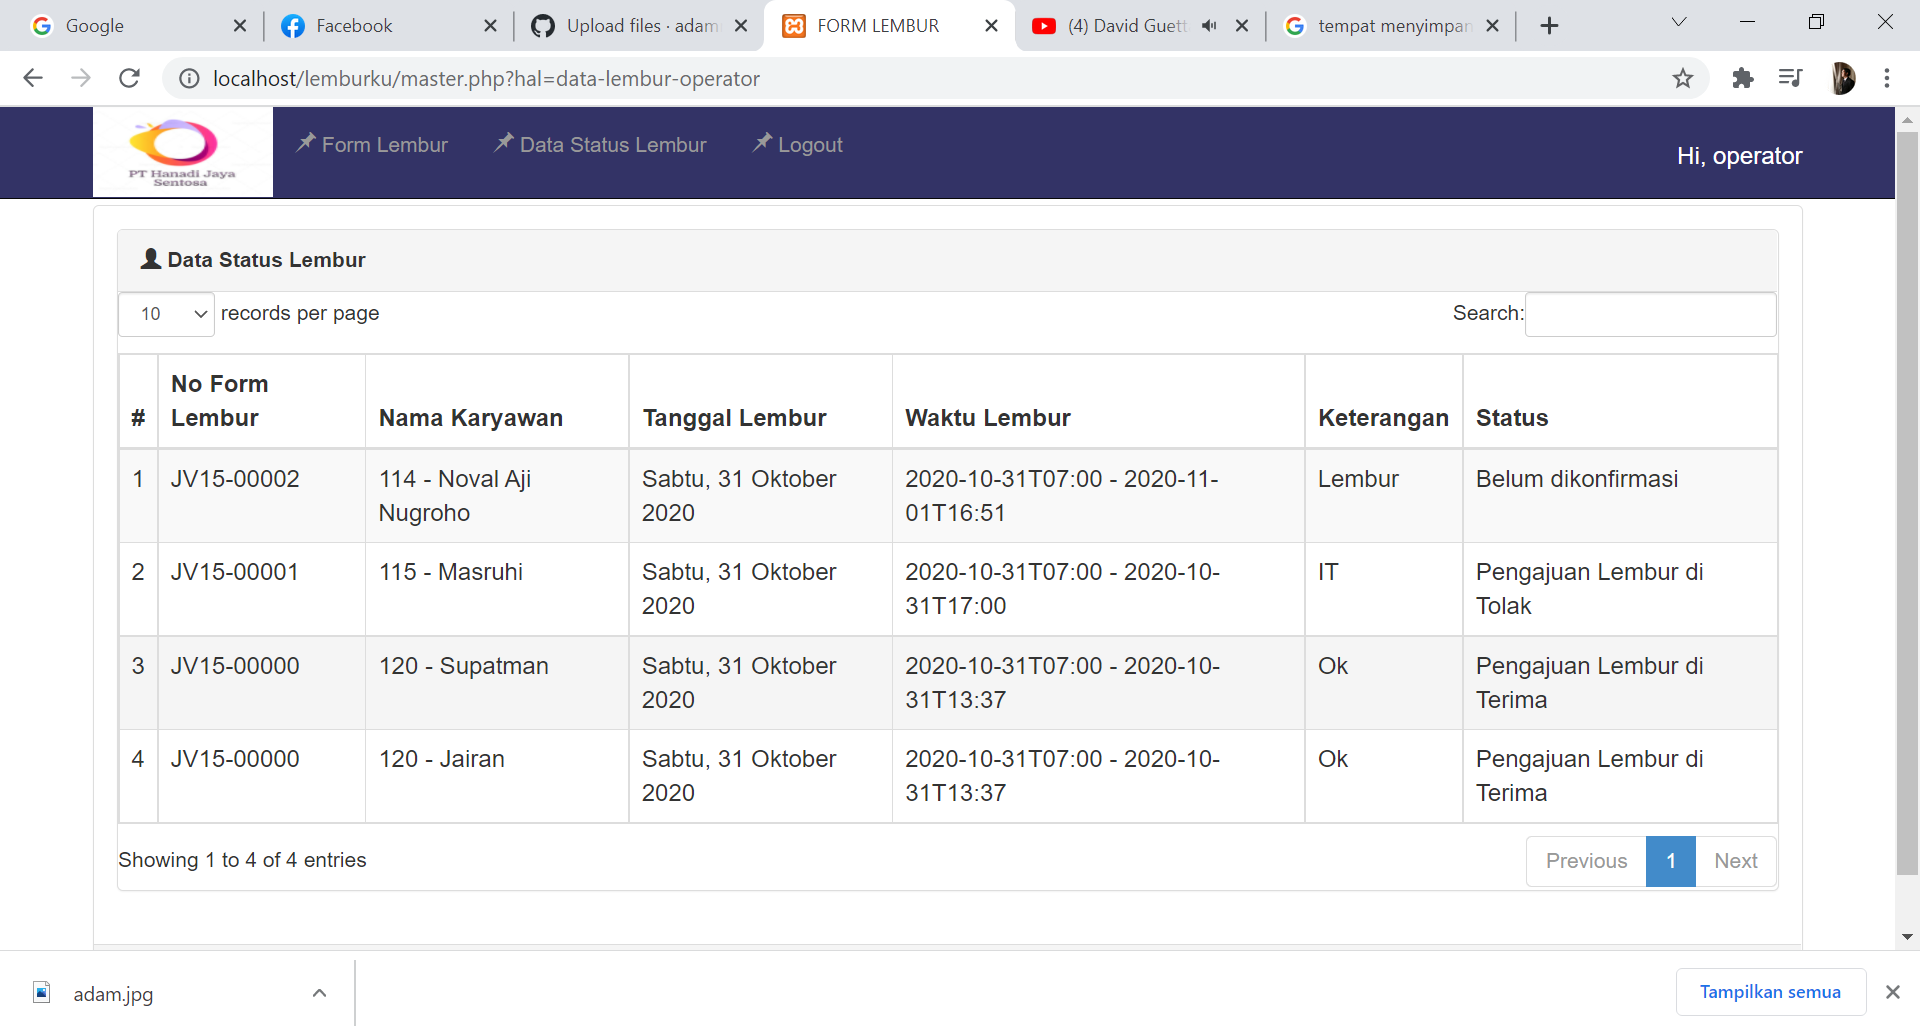 Google
Facebook
Upload files · adam
FORM LEMBUR
(4) David Guett
tempat menyimpan
localhost/lemburku/master.php?hal=data-lembur-operator
PT Hanadi Jaya
Sentosa
Form Lembur
Data Status Lembur
Logout
Hi, operator
Data Status Lembur
10 records per page
Search:
# No Form Lembur Nama Karyawan Tanggal Lembur Waktu Lembur Keterangan Status
1 JV15-00002 114 - Noval Aji Nugroho Sabtu, 31 Oktober 2020 2020-10-31T07:00 - 2020-11-01T16:51 Lembur Belum dikonfirmasi
2 JV15-00001 115 - Masruhi Sabtu, 31 Oktober 2020 2020-10-31T07:00 - 2020-10-31T17:00 IT Pengajuan Lembur di Tolak
3 JV15-00000 120 - Supatman Sabtu, 31 Oktober 2020 2020-10-31T07:00 - 2020-10-31T13:37 Ok Pengajuan Lembur di Terima
4 JV15-00000 120 - Jairan Sabtu, 31 Oktober 2020 2020-10-31T07:00 - 2020-10-31T13:37 Ok Pengajuan Lembur di Terima
Showing 1 to 4 of 4 entries
Previous 1 Next
adam.jpg
Tampilkan semua